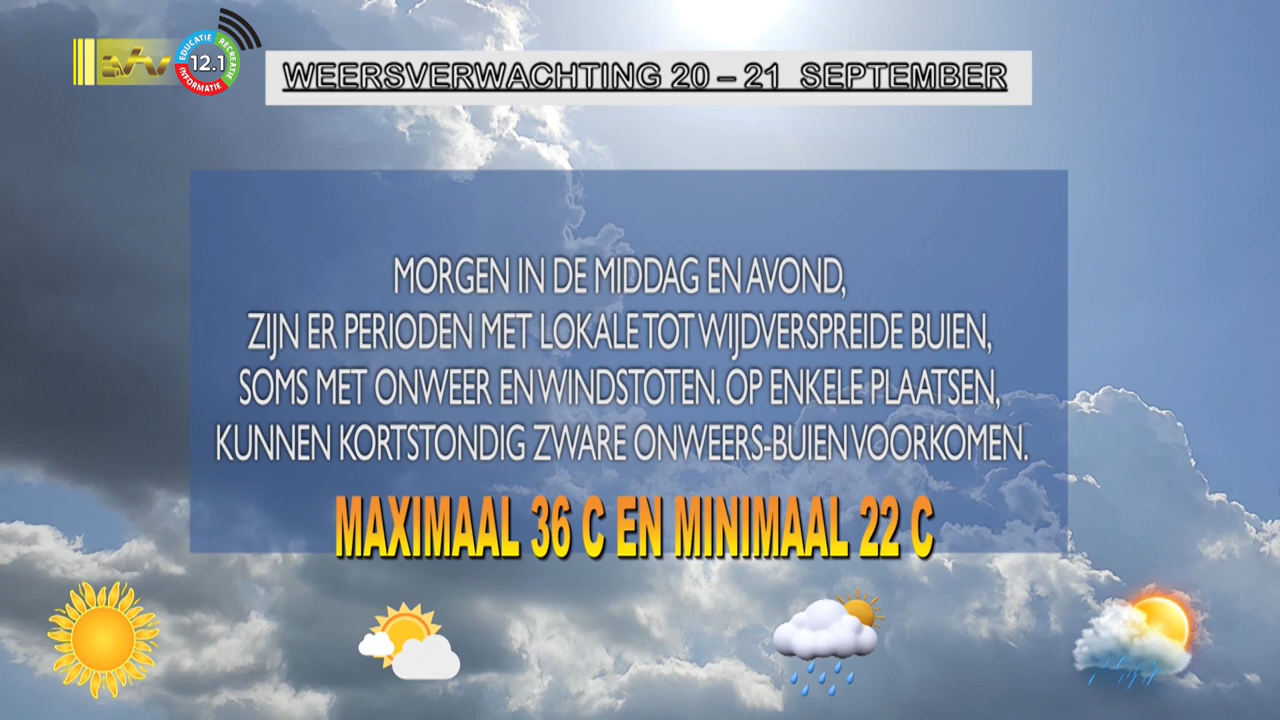 EDUCATIE
RECREATIE
INFORMATIE
12.1
WEERSVERWACHTING 20 – 21 SEPTEMBER
MORGEN IN DE MIDDAG EN AVOND,
ZIJN ER PERIODEN MET LOKALE TOT WIJDVERSPREIDE BUIEN,
SOMS MET ONWEER EN WINDSTOTEN. OP ENKELE PLAATSEN,
KUNNEN KORTSTONDIG ZWARE ONWEERS-BUIEN VOORKOMEN.
MAXIMAAL 36 C EN MINIMAAL 22 C